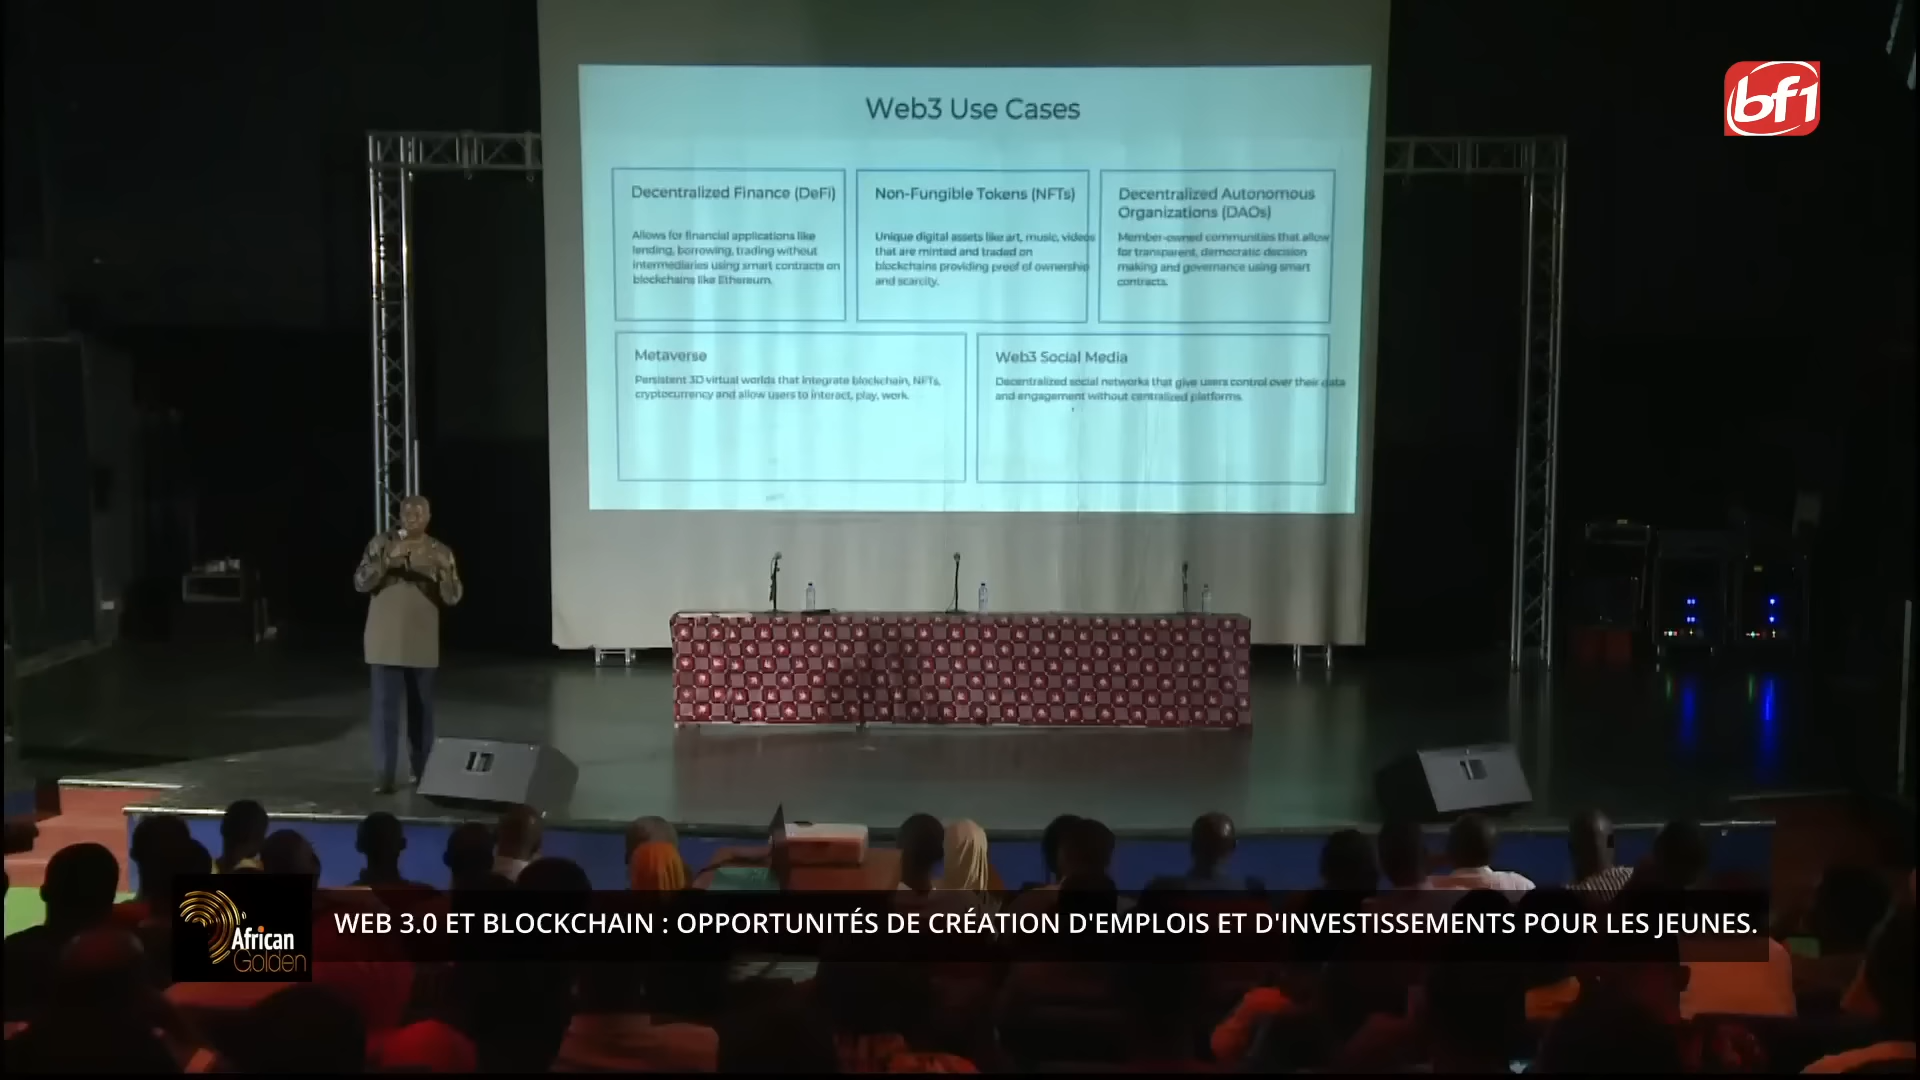 bf1
Web3 Use Cases
Decentralized Finance (DeFi)
Allows for financial applications like
lending, borrowing, trading without
intermediaries using smart contracts on
blockchains like Ethereum.
Non-Fungible Tokens (NFTs)
Unique digital assets like art, music, videos
that are minted and traded on
blockchains providing proof of ownership
and scarcity.
Decentralized Autonomous
Organizations (DAOs)
Member-owned communities that allow
for transparent, democratic decision
making and governance using smart
contracts.
Metaverse
Persistent 3D virtual worlds that integrate blockchain, NFTs,
cryptocurrency and allow users to interact, play, work.
Web3 Social Media
Decentralized social networks that give users control over their data
and engagement without centralized platforms.
African
Golden
WEB 3.0 ET BLOCKCHAIN : OPPORTUNITÉS DE CRÉATION D'EMPLOIS ET D'INVESTISSEMENTS POUR LES JEUNES.